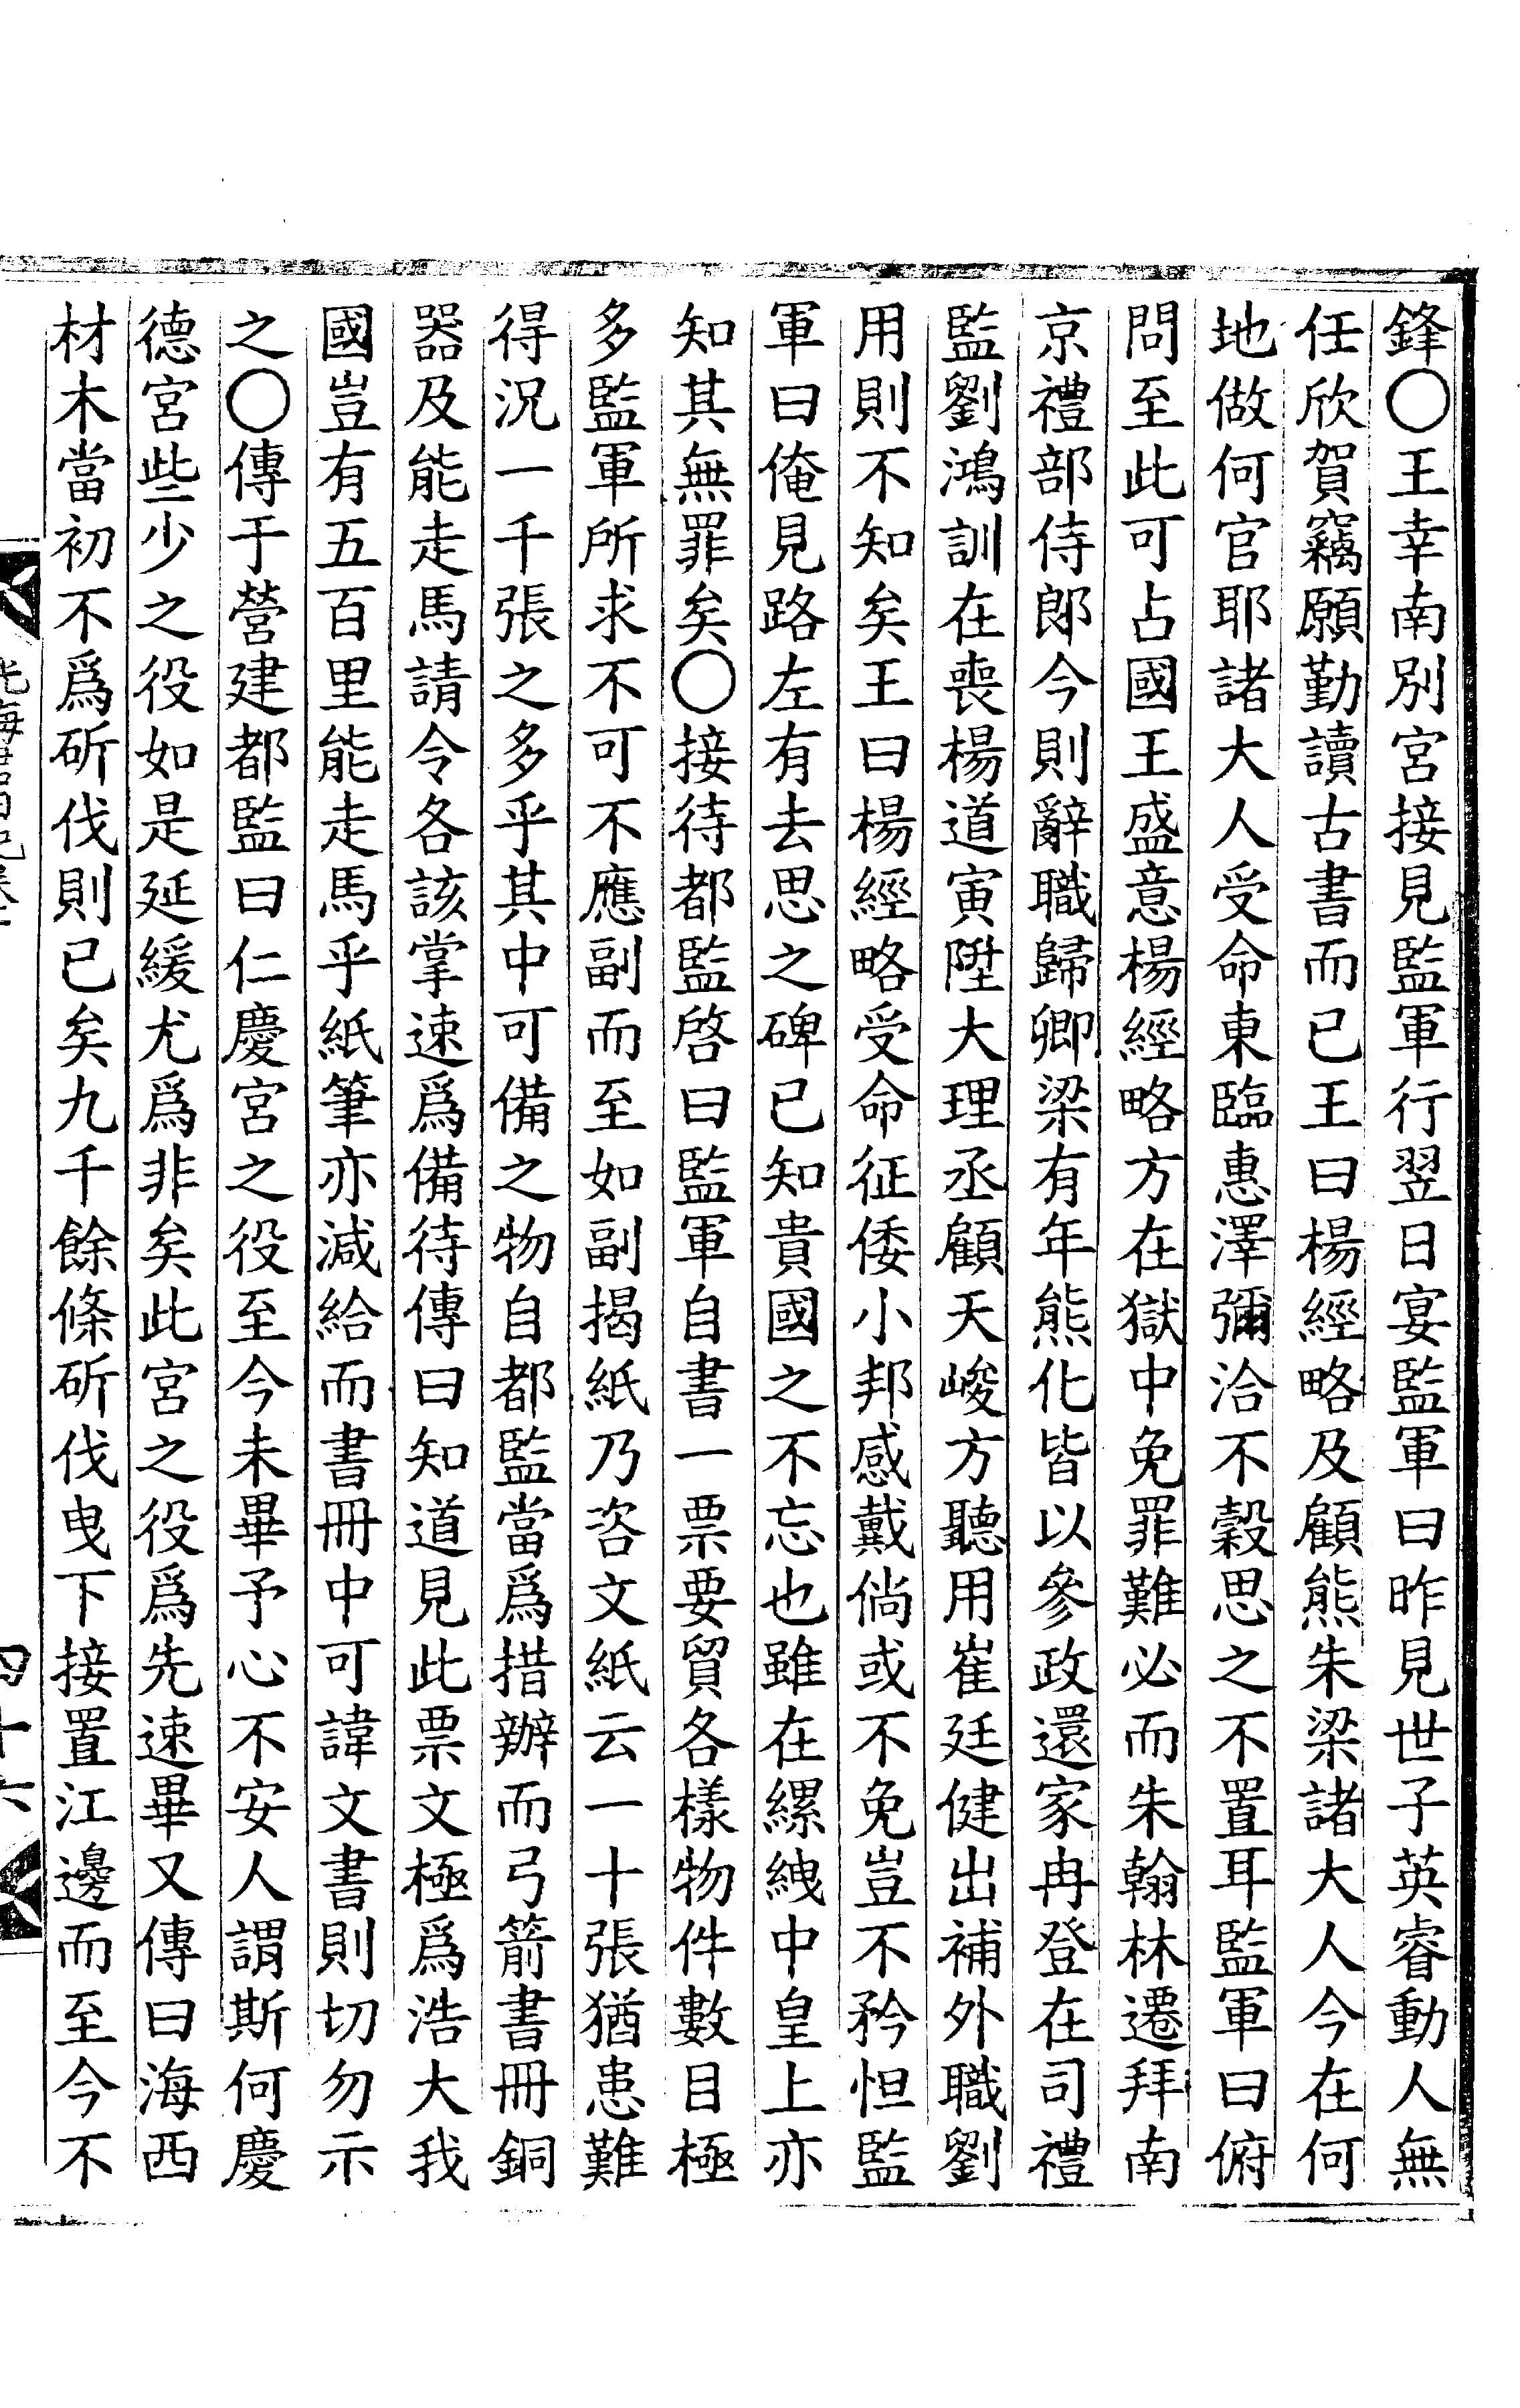 鋒○王幸南別宮接見監軍行翌日宴監軍曰昨見世子英睿動人無
任欣賀竊願勤讀古書而已王曰楊經略及顧熊朱梁諸大人今在何
地做何官耶諸大人受命東臨惠澤彌洽不穀思之不置耳監軍曰俯
問至此可占國王盛意楊經略方在獄中免罪難必而朱翰林遷拜南
京禮部侍郎今則辭職歸卿梁有年熊化皆以參政還家冉登在司禮
監劉鴻訓在喪楊道寅陞大理丞顧天峻方聽用崔廷健出補外職劉
用則不知矣王曰楊經略受命征倭小邦感戴倘或不免豈不矜怛監
軍曰俺見路左有去思之碑已知貴國之不忘也雖在縲絏中皇上亦
知其無罪矣○接待都監啓曰監軍自書一票要貿各樣物件數目極
多監軍所求不可不應副而至如副揭紙乃咨文紙云一十張猶患難
得況一千張之多乎其中可備之物自都監當爲措辦而弓箭書冊銅
器及能走馬請令各該掌速爲備待傳曰知道見此票文極爲浩大我
國豈有五百里能走馬乎紙筆亦減給而書冊中可諱文書則切勿示
之○傳于營建都監曰仁慶宮之役至今未畢予心不安人謂斯何慶
德宮些少之役如是延緩尤爲非矣此宮之役爲先速畢又傳曰海西
材木當初不爲斫伐則已矣九千餘條斫伐曳下接置江邊而至今不
四十六